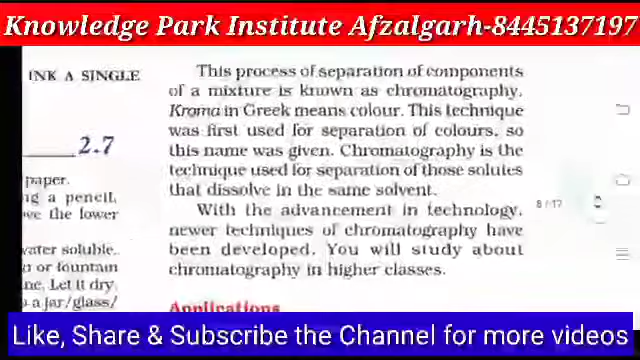 Knowledge Park Institute Afzalgarh-8445137197
INK A SINGLE
2.7
paper.
ng a pencil,
ve the lower
vater soluble.
n or fountain
ne. Let it dry.
o a jar/glass/
This process of separation of components
of a mixture is known as chromatography.
Kroma in Greek means colour. This technique
was first used for separation of colours, so
this name was given. Chromatography is the
technique used for separation of those solutes
that dissolve in the same solvent.
With the advancement in technology,
newer techniques of chromatography have
been developed. You will study about
chromatography in higher classes.
Applications
8/17
Like, Share & Subscribe the Channel for more videos